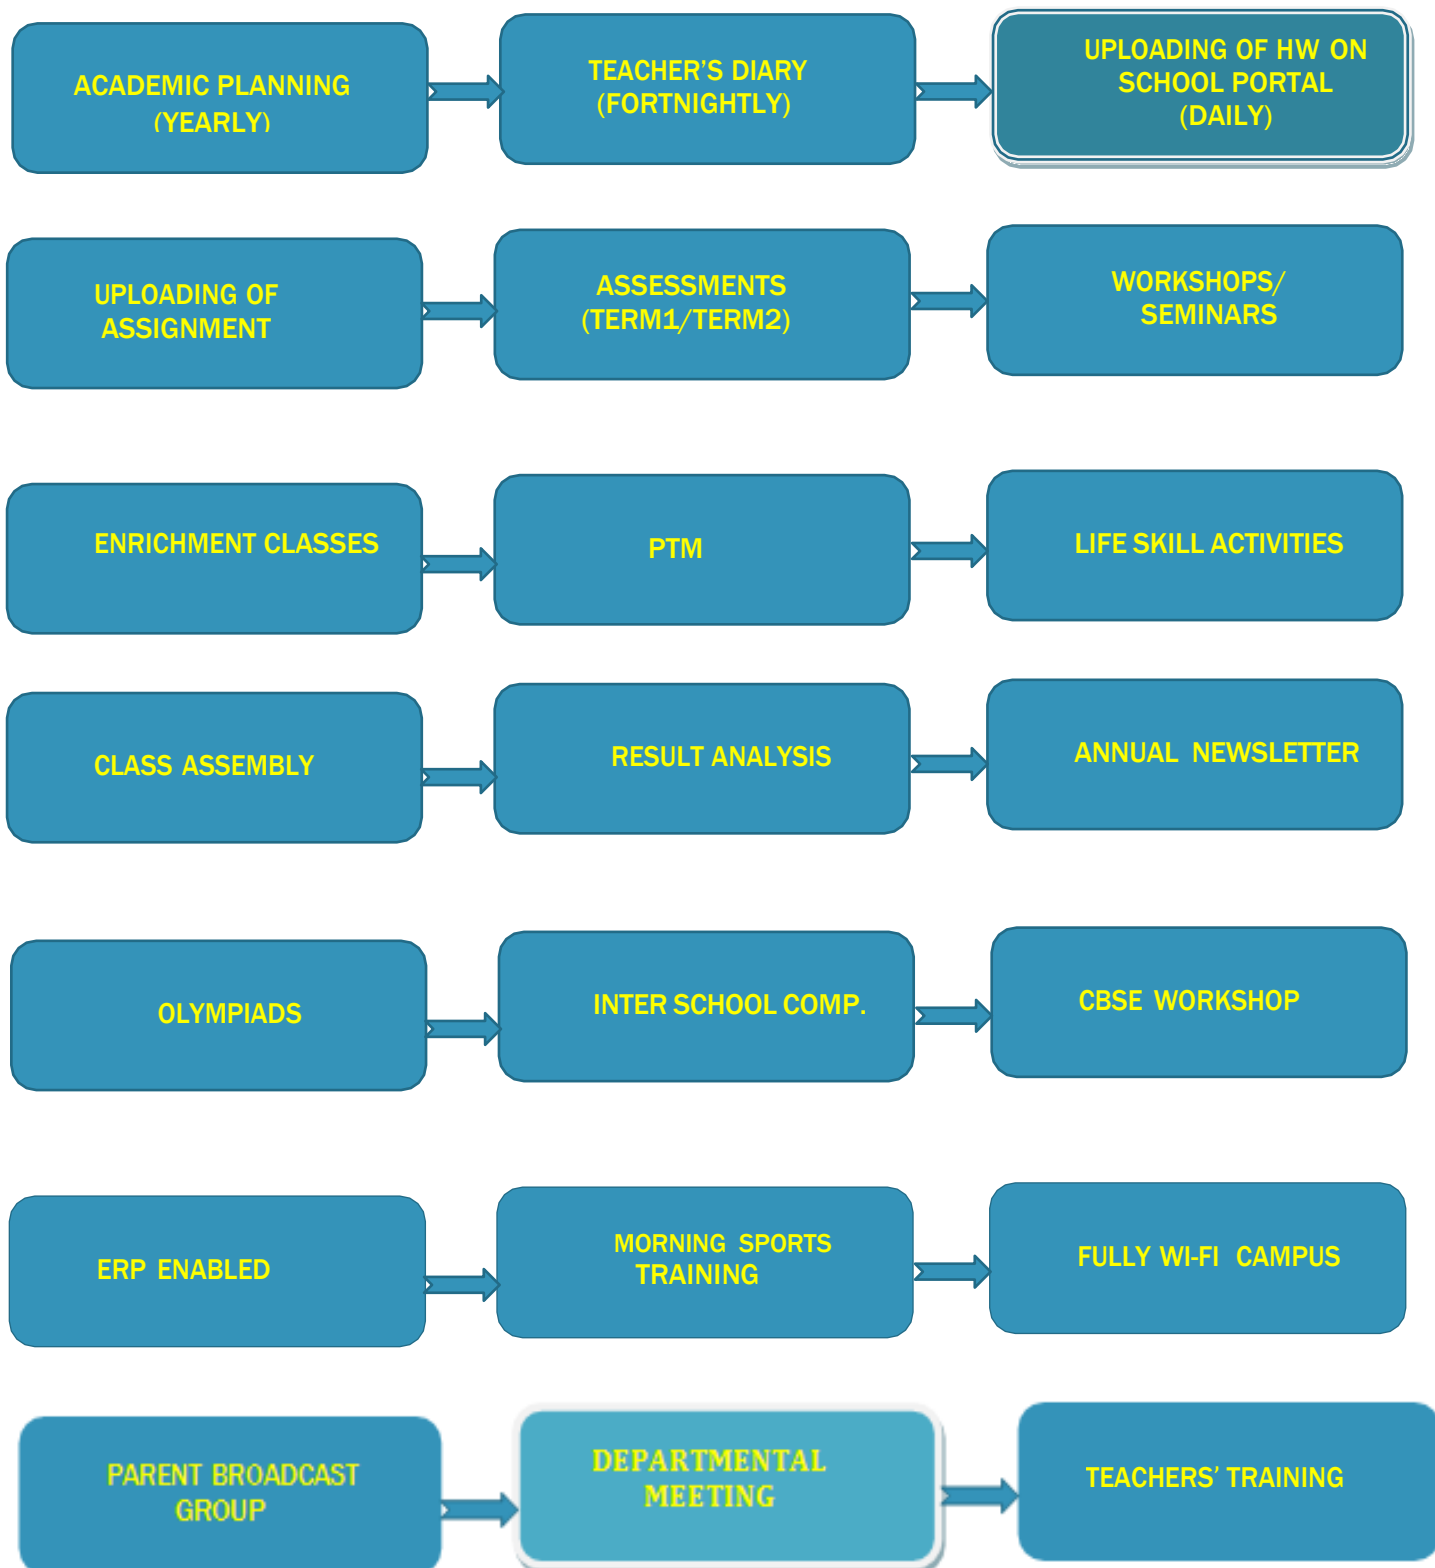 ACADEMIC PLANNING
(YEARLY)
TEACHER’S DIARY
(FORTNIGHTLY)
UPLOADING OF HW ON
SCHOOL PORTAL
(DAILY)
UPLOADING OF
ASSIGNMENT
ASSESSMENTS
(TERM1/TERM2)
WORKSHOPS/
SEMINARS
ENRICHMENT CLASSES
PTM
LIFE SKILL ACTIVITIES
CLASS ASSEMBLY
RESULT ANALYSIS
ANNUAL NEWSLETTER
OLYMPIADS
INTER SCHOOL COMP.
CBSE WORKSHOP
ERP ENABLED
MORNING SPORTS
TRAINING
FULLY WI-FI CAMPUS
PARENT BROADCAST
GROUP
DEPARTMENTAL
MEETING
TEACHERS’ TRAINING